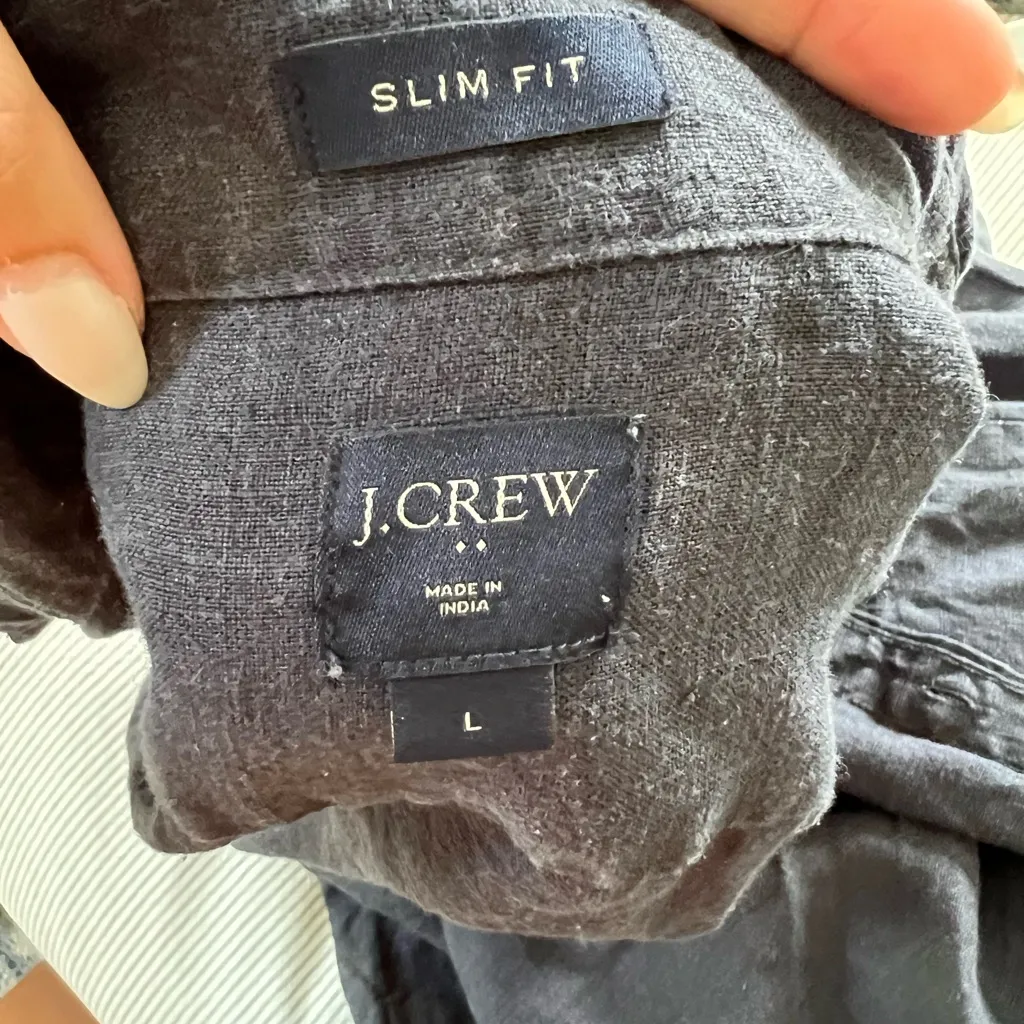 SLIM FIT
J.CREW
MADE IN
INDIA
L